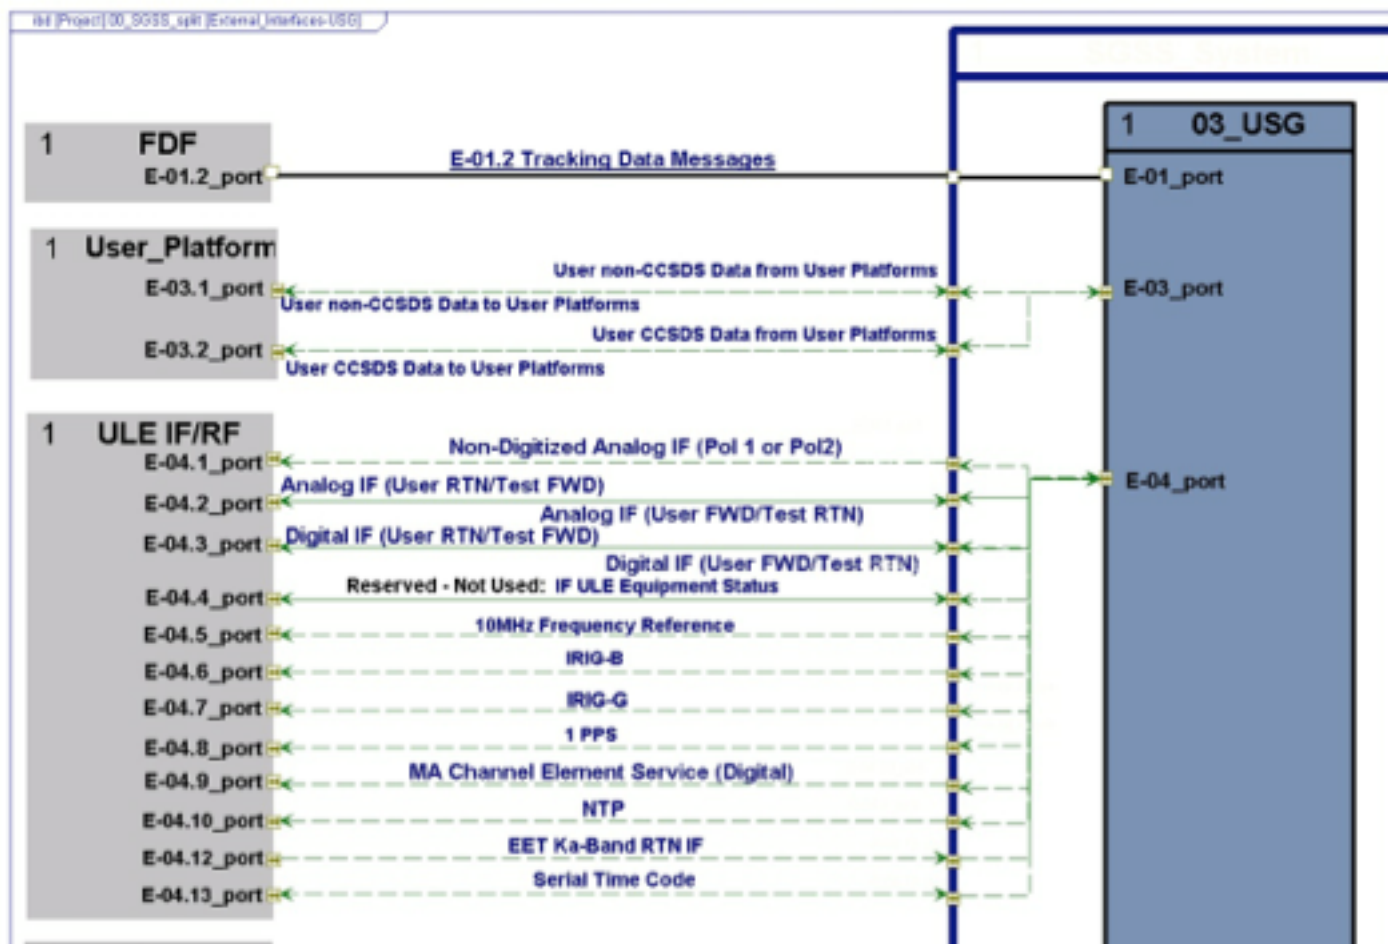 ibd [Project] 00_SGSS_split [External_Interfaces-USG]
1 FDF
E-01.2_port
E-01.2 Tracking Data Messages
1 03_USG
E-01_port
1 User_Platform
E-03.1_port
User non-CCSDS Data from User Platforms
User non-CCSDS Data to User Platforms
E-03_port
E-03.2_port
User CCSDS Data from User Platforms
User CCSDS Data to User Platforms
1 ULE IF/RF
E-04.1_port
Non-Digitized Analog IF (Pol 1 or Pol2)
E-04_port
E-04.2_port
Analog IF (User RTN/Test FWD)
Analog IF (User FWD/Test RTN)
E-04.3_port
Digital IF (User RTN/Test FWD)
Digital IF (User FWD/Test RTN)
E-04.4_port
Reserved - Not Used: IF ULE Equipment Status
E-04.5_port
10MHz Frequency Reference
E-04.6_port
IRIG-B
E-04.7_port
IRIG-G
E-04.8_port
1 PPS
E-04.9_port
MA Channel Element Service (Digital)
E-04.10_port
NTP
E-04.12_port
EET Ka-Band RTN IF
E-04.13_port
Serial Time Code